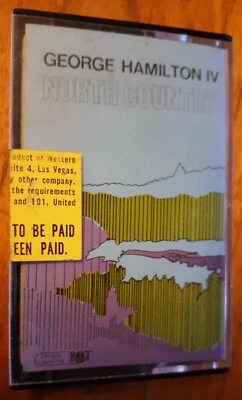 GEORGE HAMILTON IV
NORTH COUNTRY
oduct of Western
ite 4, Las Vegas,
other company.
the requirements
and 101, United
TO BE PAID
EEN PAID.